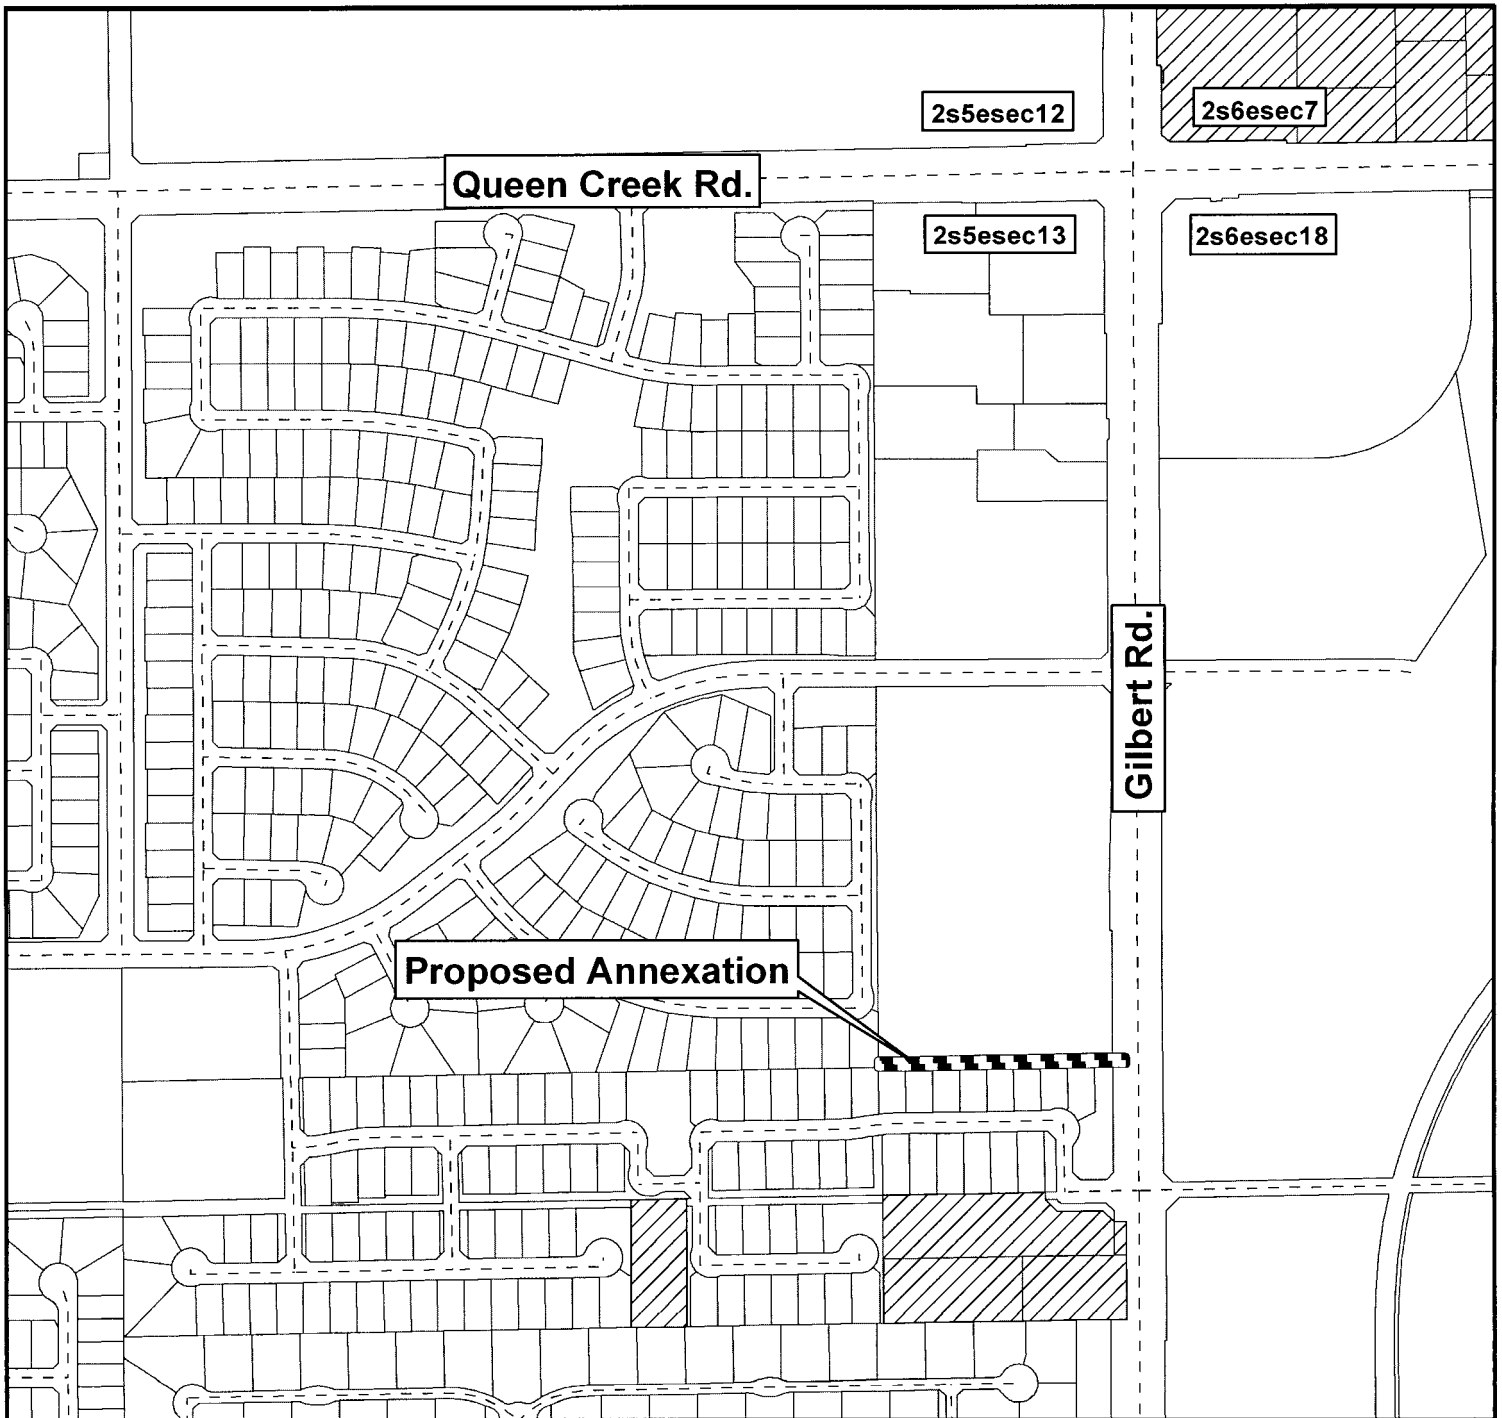 2s5esec12
2s6esec7
Queen Creek Rd.
2s5esec13
2s6esec18
Gilbert Rd.
Proposed Annexation